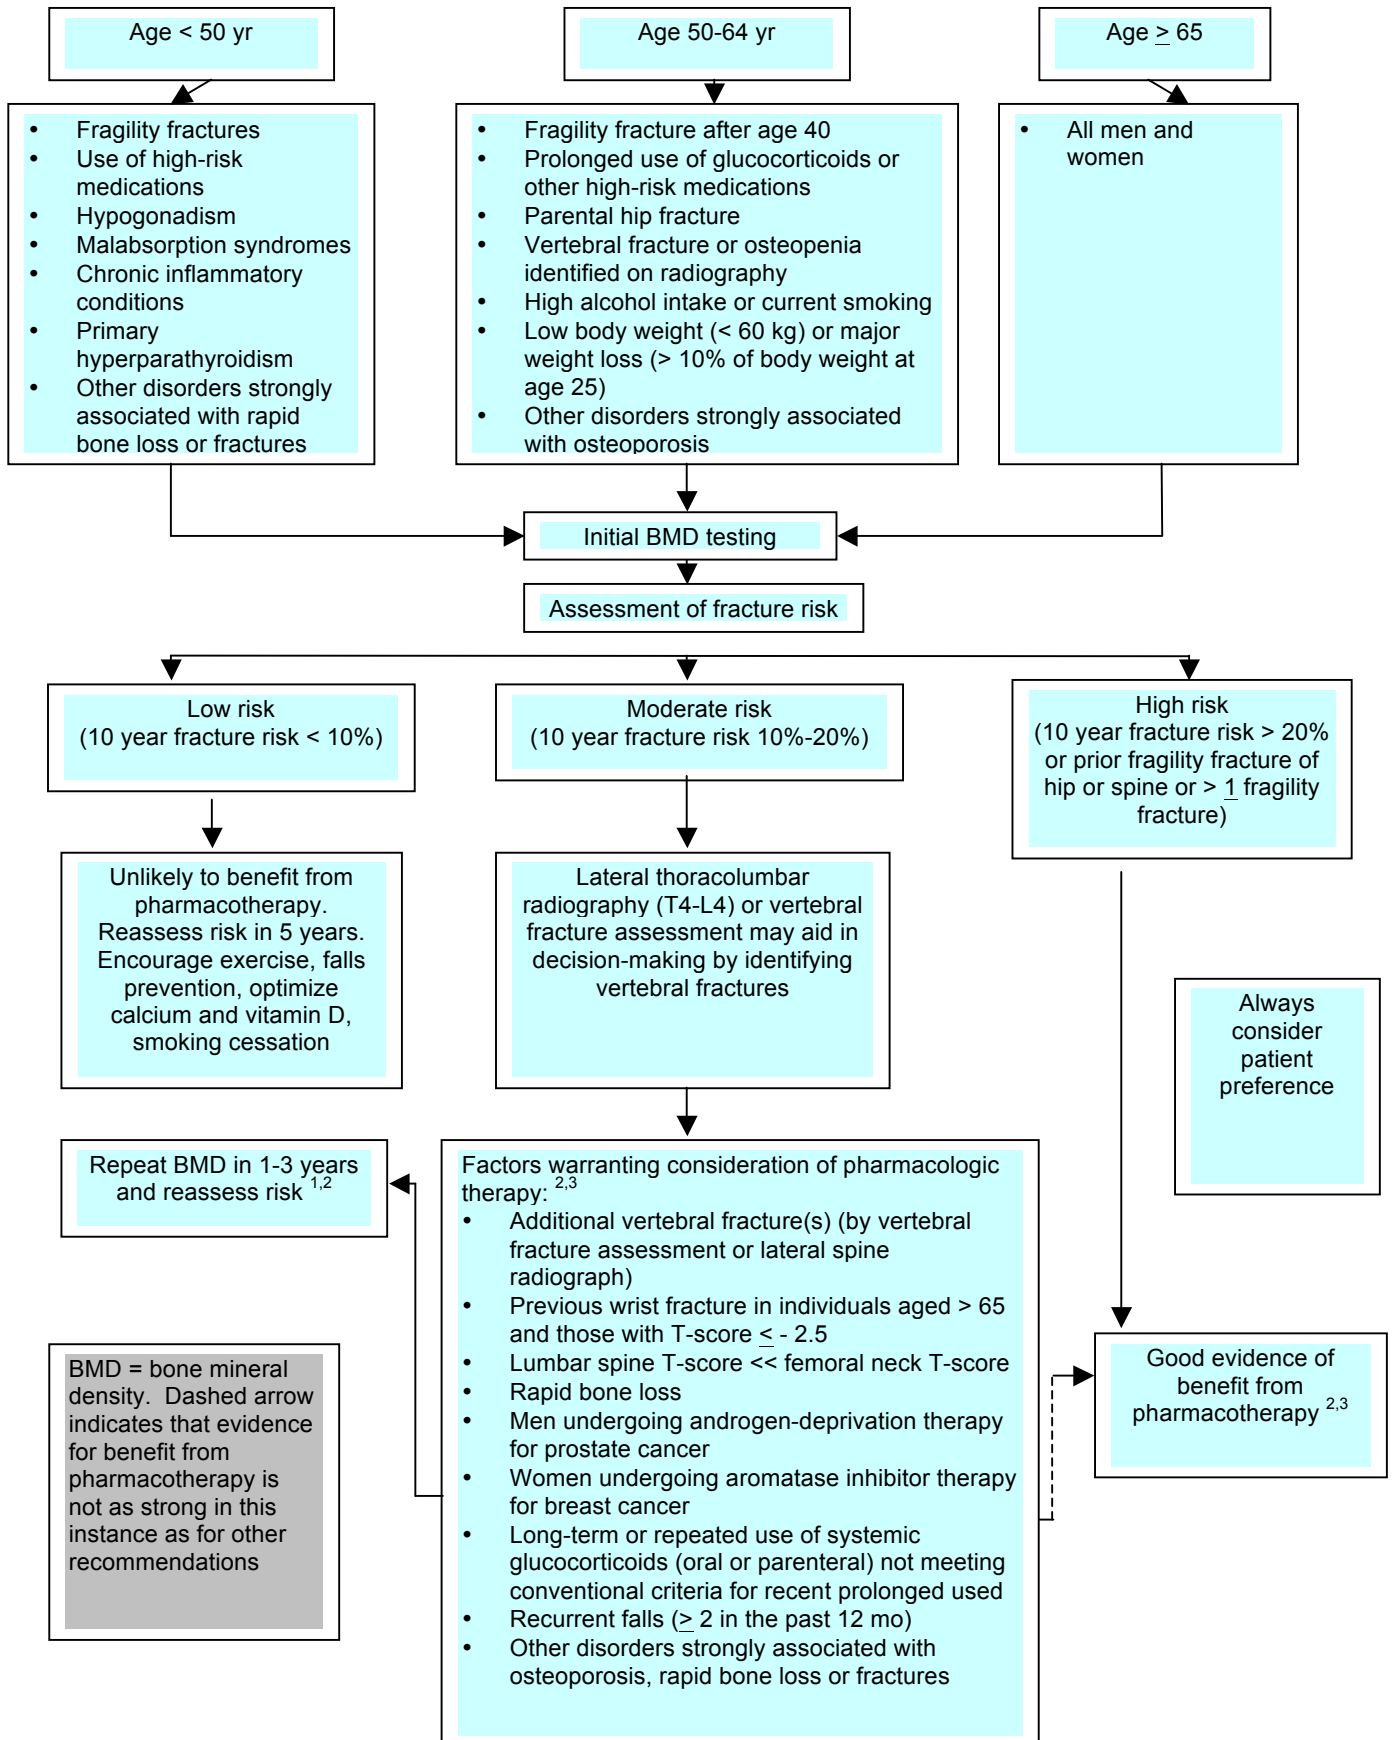 Age < 50 yr
Age 50-64 yr
Age ≥ 65
• Fragility fractures
• Use of high-risk
medications
• Hypogonadism
• Malabsorption syndromes
• Chronic inflammatory
conditions
• Primary
hyperparathyroidism
• Other disorders strongly
associated with rapid
bone loss or fractures
• Fragility fracture after age 40
• Prolonged use of glucocorticoids or
other high-risk medications
• Parental hip fracture
• Vertebral fracture or osteopenia
identified on radiography
• High alcohol intake or current smoking
• Low body weight (< 60 kg) or major
weight loss (> 10% of body weight at
age 25)
• Other disorders strongly associated
with osteoporosis
• All men and
women
Initial BMD testing
Assessment of fracture risk
Low risk
(10 year fracture risk < 10%)
Moderate risk
(10 year fracture risk 10%-20%)
High risk
(10 year fracture risk > 20%
or prior fragility fracture of
hip or spine or > 1 fragility
fracture)
Unlikely to benefit from
pharmacotherapy.
Reassess risk in 5 years.
Encourage exercise, falls
prevention, optimize
calcium and vitamin D,
smoking cessation
Lateral thoracolumbar
radiography (T4-L4) or vertebral
fracture assessment may aid in
decision-making by identifying
vertebral fractures
Always
consider
patient
preference
Repeat BMD in 1-3 years
and reassess risk 1,2
Factors warranting consideration of pharmacologic
therapy: 2,3
• Additional vertebral fracture(s) (by vertebral
fracture assessment or lateral spine
radiograph)
• Previous wrist fracture in individuals aged > 65
and those with T-score ≤ - 2.5
• Lumbar spine T-score << femoral neck T-score
• Rapid bone loss
• Men undergoing androgen-deprivation therapy
for prostate cancer
• Women undergoing aromatase inhibitor therapy
for breast cancer
• Long-term or repeated use of systemic
glucocorticoids (oral or parenteral) not meeting
conventional criteria for recent prolonged used
• Recurrent falls (≥ 2 in the past 12 mo)
• Other disorders strongly associated with
osteoporosis, rapid bone loss or fractures
Good evidence of
benefit from
pharmacotherapy 2,3
BMD = bone mineral
density. Dashed arrow
indicates that evidence
for benefit from
pharmacotherapy is
not as strong in this
instance as for other
recommendations